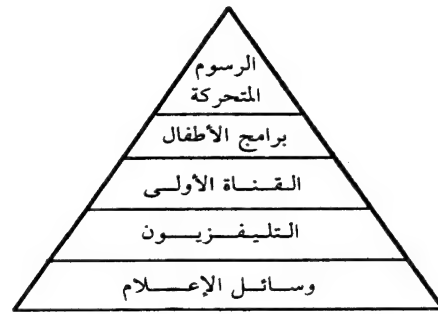 الرسوم
المتحركة
برامج الأطفال
القناة الأولى
التليفزيون
وسائل الإعلام